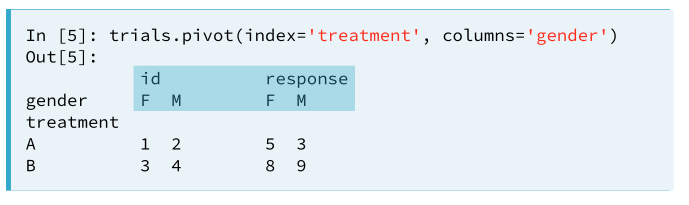 In [5]: trials.pivot(index='treatment', columns='gender')
Out[5]:
id response
gender F M F M
treatment
A 1 2 5 3
B 3 4 8 9